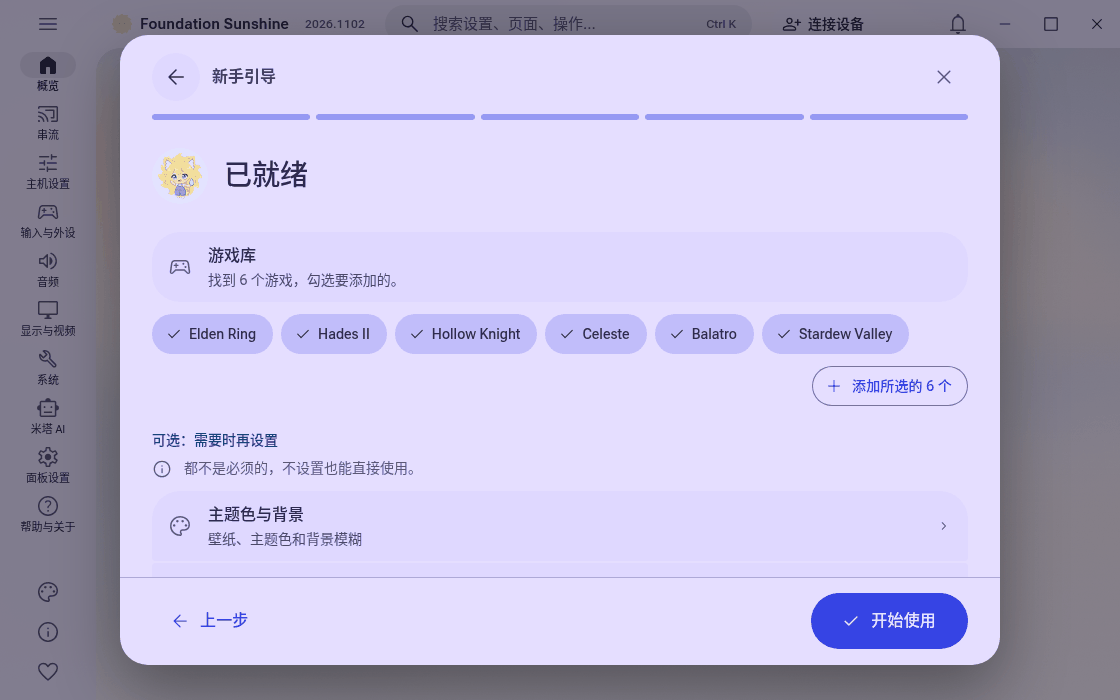 Foundation Sunshine 2026.1102
搜索设置、页面、操作... Ctrl K
连接设备
概览
串流
主机设置
输入与外设
音频
显示与视频
系统
米塔 AI
面板设置
帮助与关于
新手引导
已就绪
游戏库
找到 6 个游戏，勾选要添加的。
Elden Ring
Hades II
Hollow Knight
Celeste
Balatro
Stardew Valley
添加所选的 6 个
可选：需要时再设置
都不是必须的，不设置也能直接使用。
主题色与背景
壁纸、主题色和背景模糊
上一步
开始使用